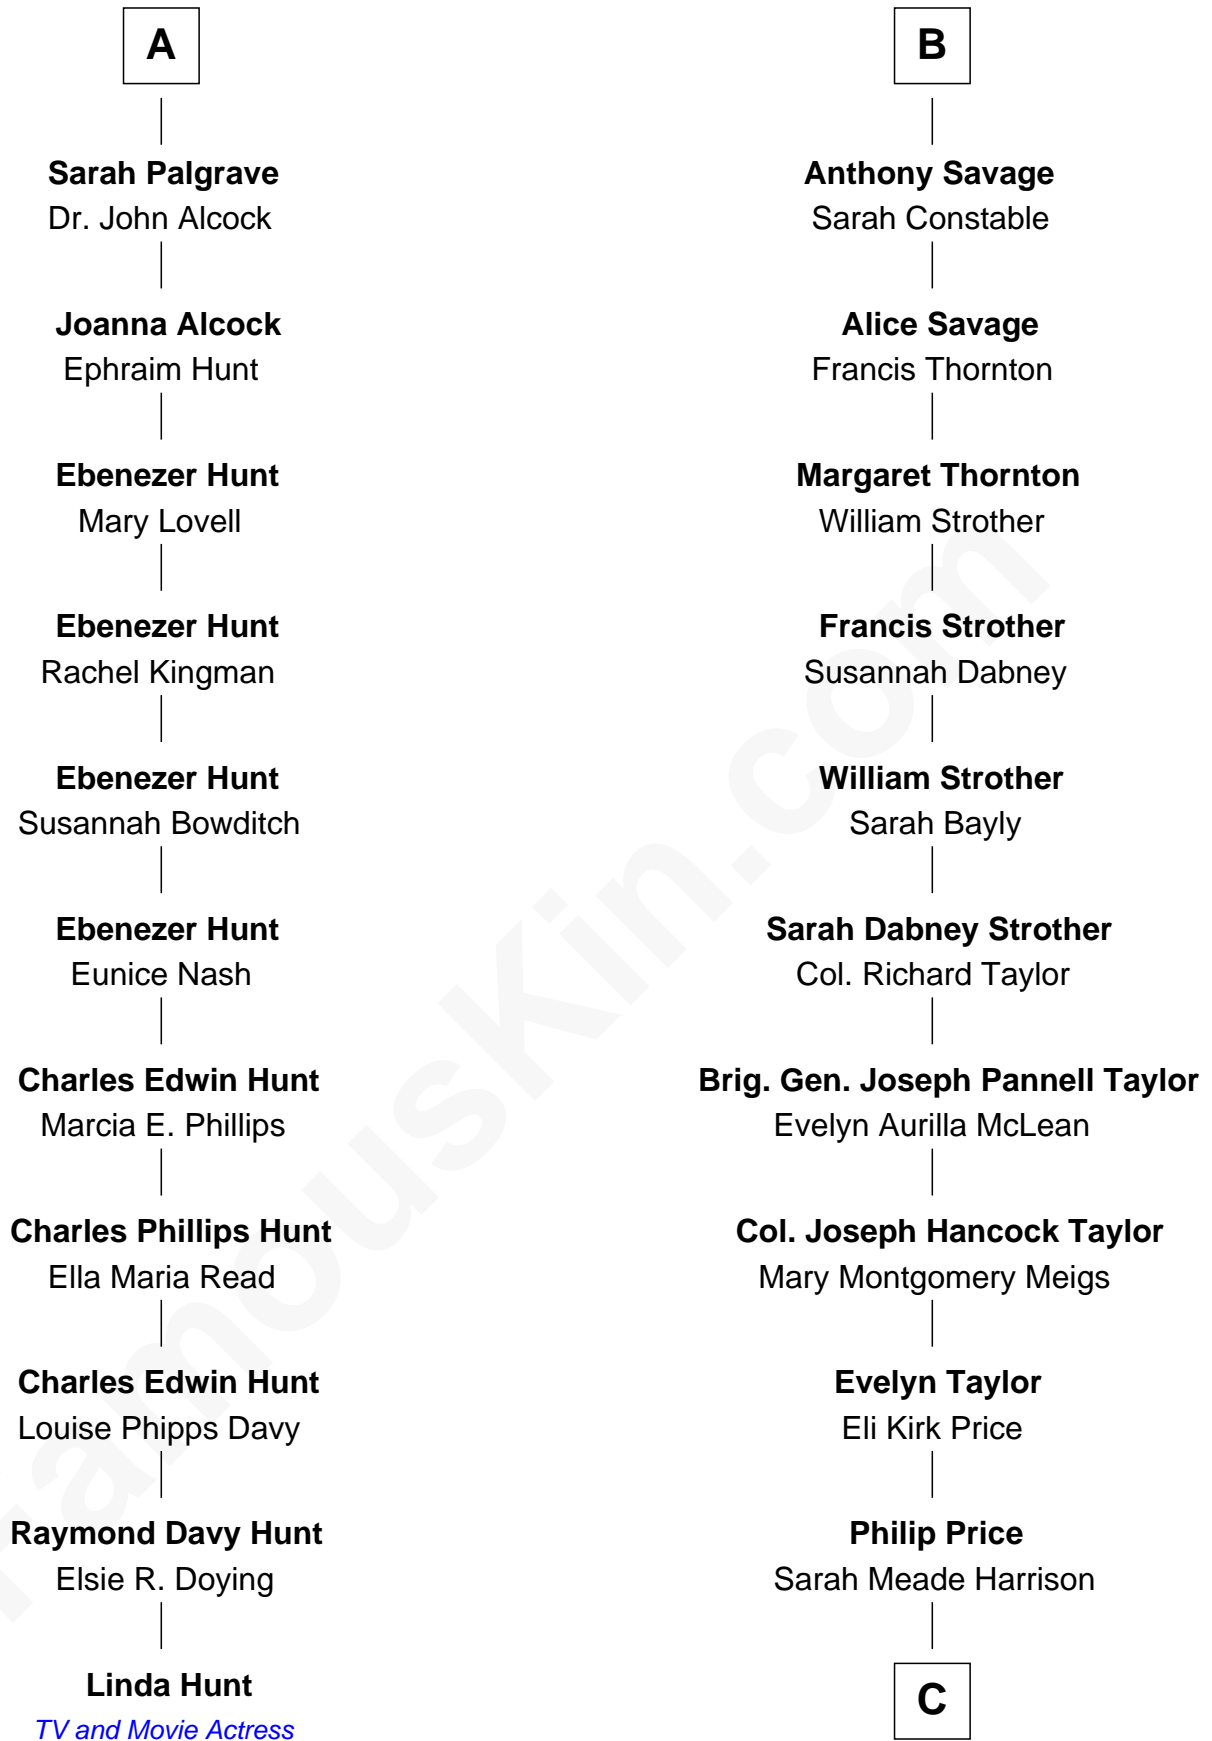 A
Sarah Palgrave
Dr. John Alcock
Joanna Alcock
Ephraim Hunt
Ebenezer Hunt
Mary Lovell
Ebenezer Hunt
Rachel Kingman
Ebenezer Hunt
Susannah Bowditch
Ebenezer Hunt
Eunice Nash
Charles Edwin Hunt
Marcia E. Phillips
Charles Phillips Hunt
Ella Maria Read
Charles Edwin Hunt
Louise Phipps Davy
Raymond Davy Hunt
Elsie R. Doying
Linda Hunt
TV and Movie Actress
B
Anthony Savage
Sarah Constable
Alice Savage
Francis Thornton
Margaret Thornton
William Strother
Francis Strother
Susannah Dabney
William Strother
Sarah Bayly
Sarah Dabney Strother
Col. Richard Taylor
Brig. Gen. Joseph Pannell Taylor
Evelyn Aurilla McLean
Col. Joseph Hancock Taylor
Mary Montgomery Meigs
Evelyn Taylor
Eli Kirk Price
Philip Price
Sarah Meade Harrison
C
FamousKin.com